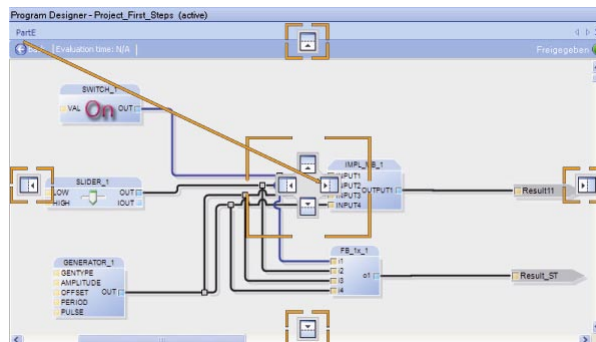 Program Designer - Project_First_Steps (active)
PartE
Evaluation time: N/A
Freigegeben
SWITCH_1
VAL On OUT
SLIDER_1
LOW OUT
HIGH IOUT
GENERATOR_1
GENTYPE
AMPLITUDE
OFFSET OUT
PERIOD
PULSE
INPUT1
INPUT2 OUTPUT1
INPUT3
INPUT4
Result11
FB_1x_1
i1
i2 o1
i3
i4
Result_ST